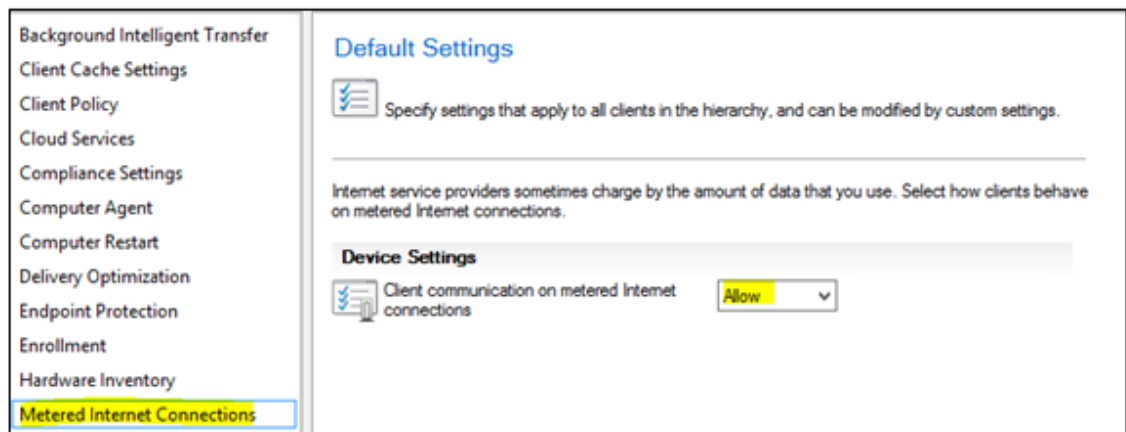 Background Intelligent Transfer
Client Cache Settings
Client Policy
Cloud Services
Compliance Settings
Computer Agent
Computer Restart
Delivery Optimization
Endpoint Protection
Enrollment
Hardware Inventory
Metered Internet Connections
Default Settings
Specify settings that apply to all clients in the hierarchy, and can be modified by custom settings.
Internet service providers sometimes charge by the amount of data that you use. Select how clients behave
on metered Internet connections.
Device Settings
Client communication on metered Internet
connections
Allow